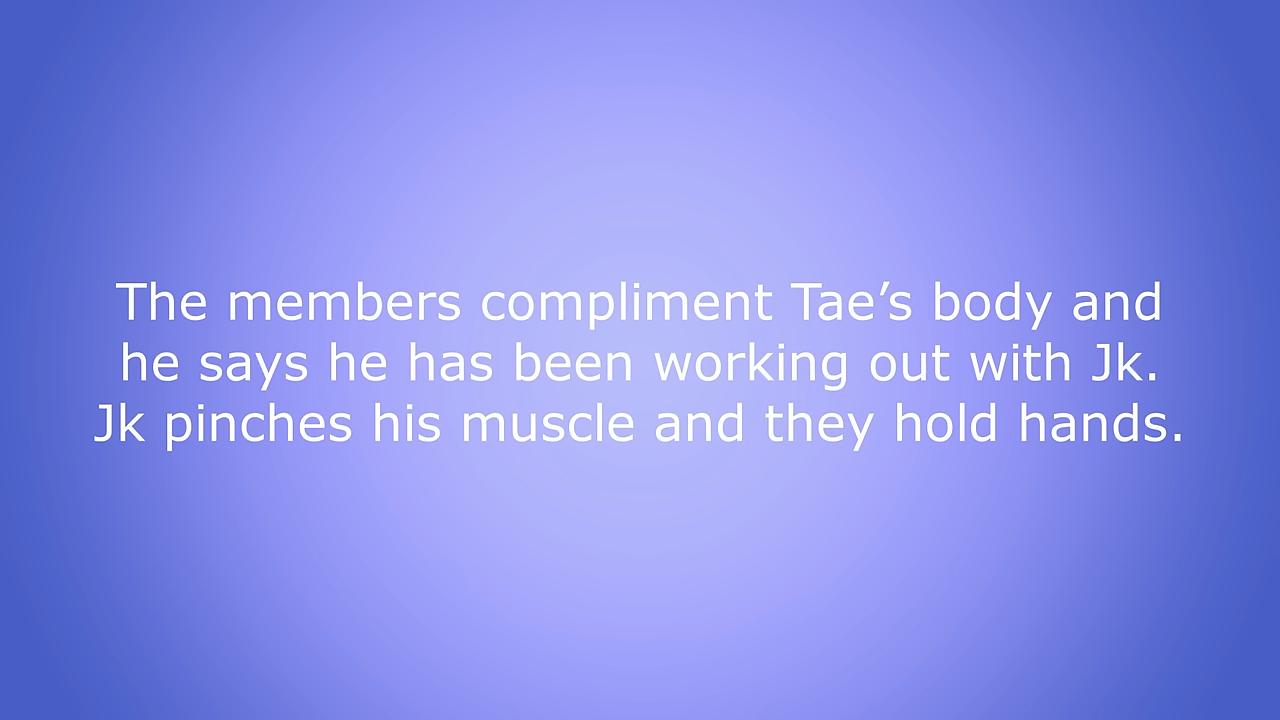 The members compliment Tae’s body and
he says he has been working out with Jk.
Jk pinches his muscle and they hold hands.